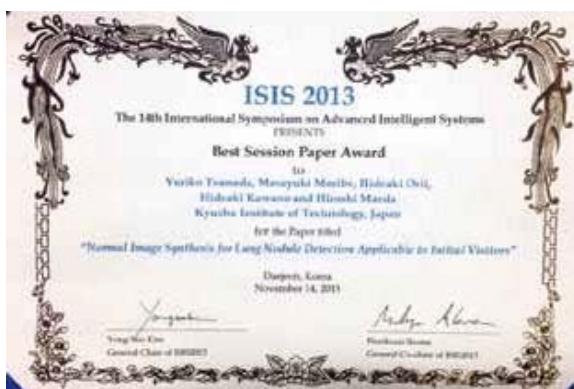 ISIS 2013
The 14th International Symposium on Advanced Intelligent Systems
PRESENTS
Best Session Paper Award
to
Yuriko Masayuki Hideaki Orii,
Hideaki Kawano and Hiroshi Maeda
Kyushu Institute of Technology, Japan
for the Paper titled
"Normal Image Synthesis for Lung Nodule Detection Applicable to Initial Visitors"
Daejeon, Korea
November 14, 2013
General Chair of ISIS2013
General Co-chair of ISIS2013